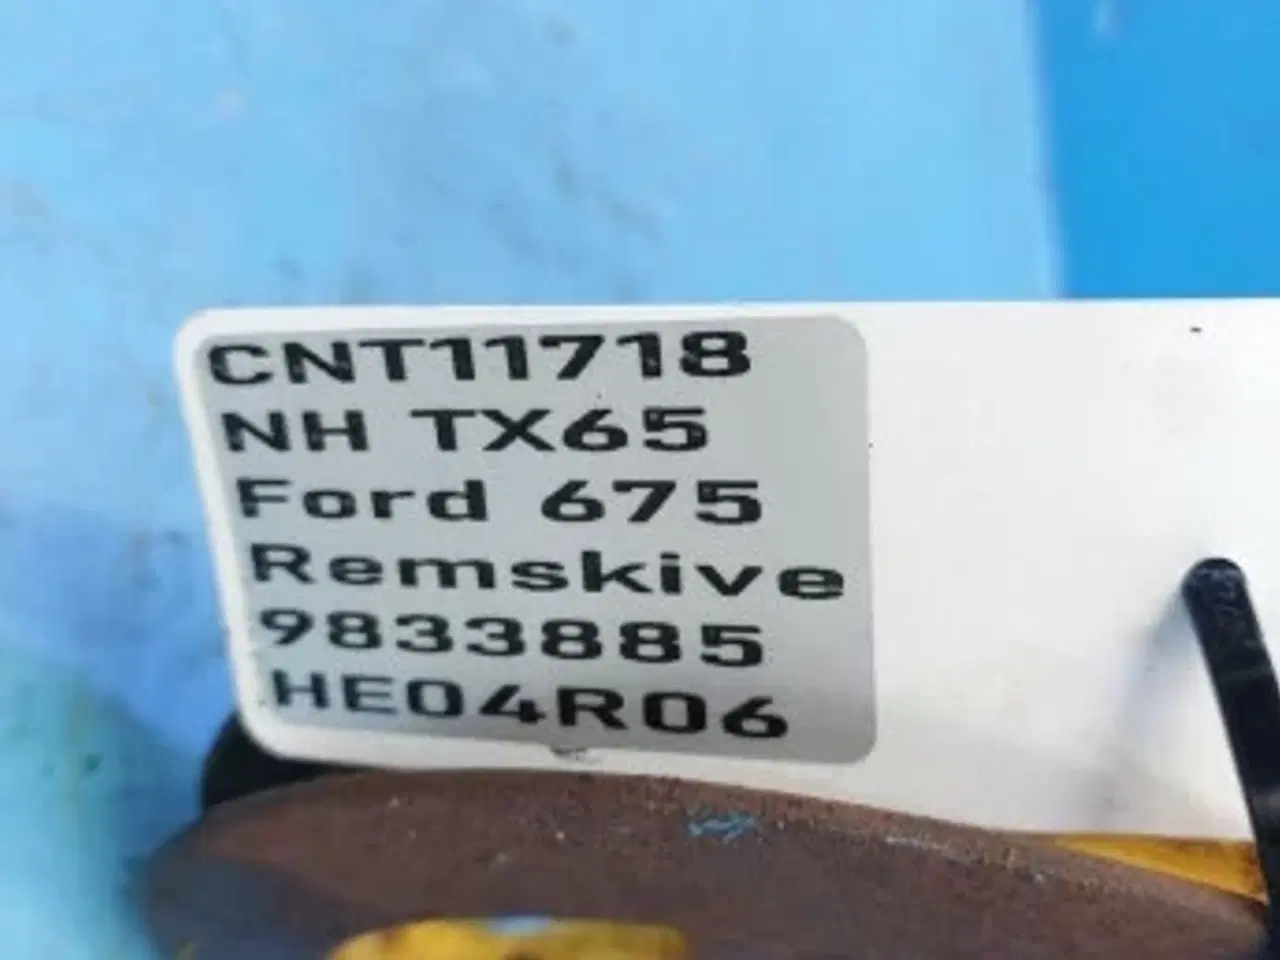 CNT11718
NH TX65
Ford 675
Remskive
9833885
HE04R06